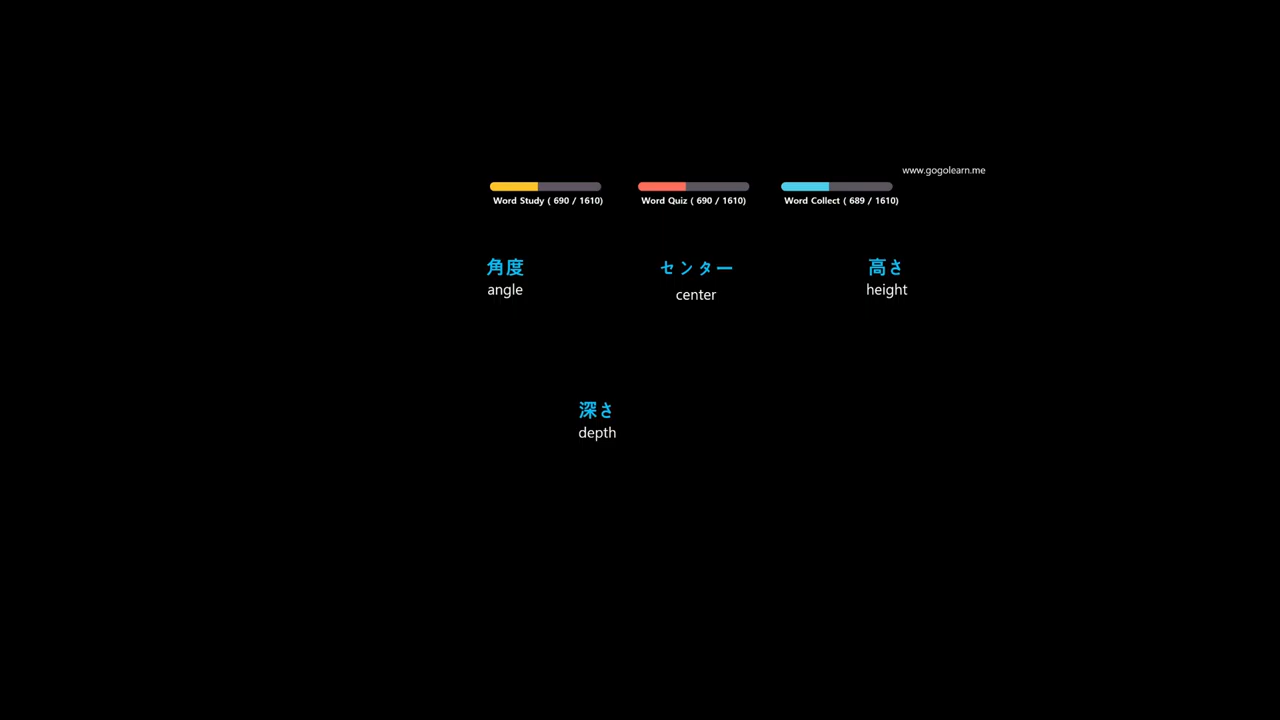 www.gogolearn.me
Word Study ( 690 / 1610)
Word Quiz ( 690 / 1610)
Word Collect ( 689 / 1610)
角度
angle
センター
center
高さ
height
深さ
depth